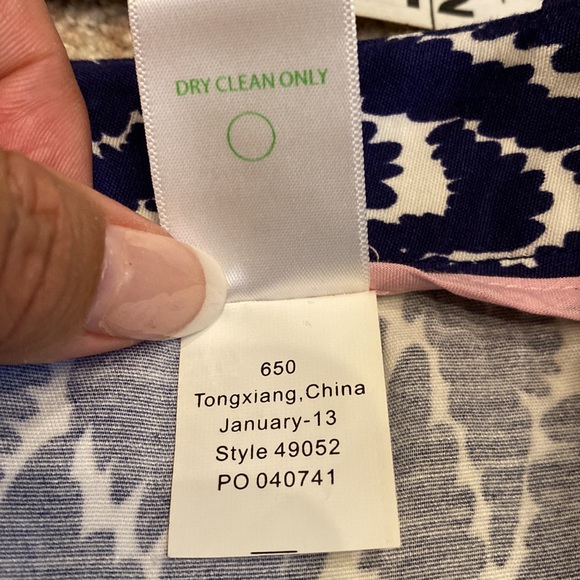 DRY CLEAN ONLY
650
Tongxiang,China
January-13
Style 49052
PO 040741